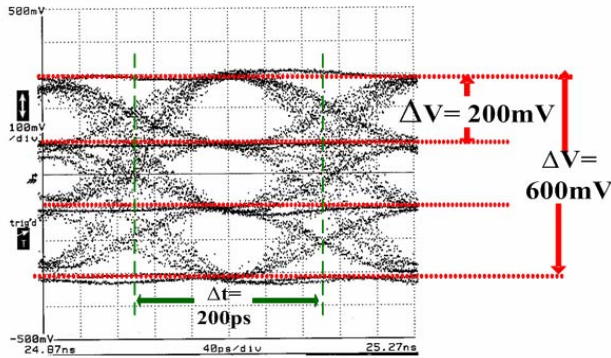 500mV
100mV
/div
trig'd
T
-500mV
24.87ns
40ps/div
25.27ns
Δt=
200ps
ΔV= 200mV
ΔV=
600mV